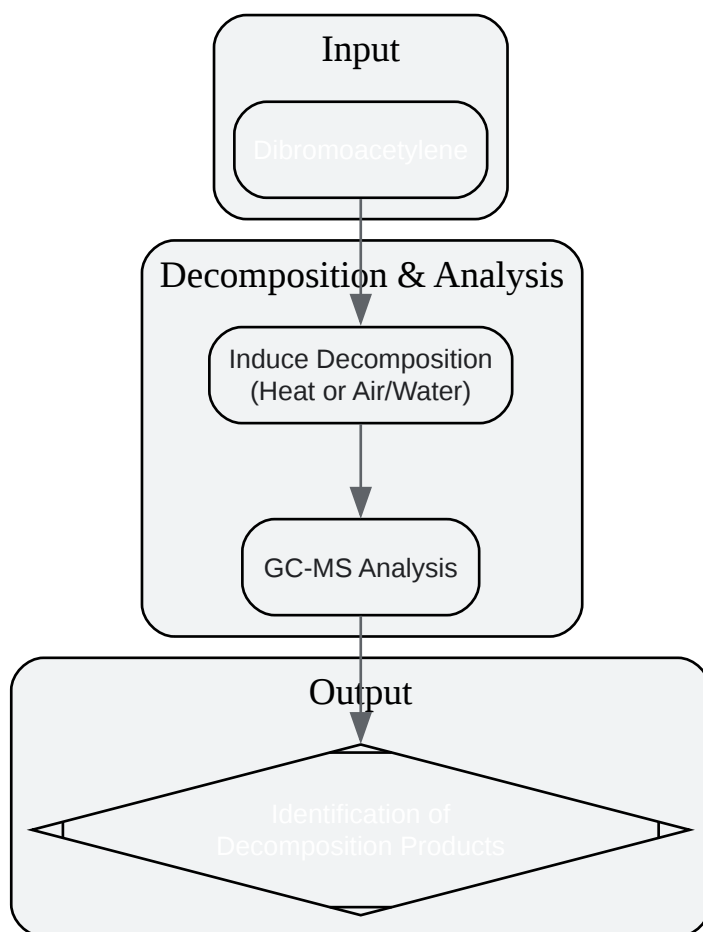 Input
Dibromoacetylene
Decomposition & Analysis
Induce Decomposition
(Heat or Air/Water)
GC-MS Analysis
Output
Identification of
Decomposition Products